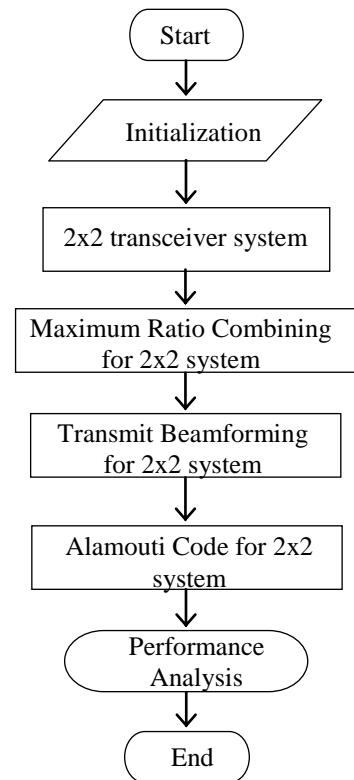 Start
Initialization
2x2 transceiver system
Maximum Ratio Combining
for 2x2 system
Transmit Beamforming
for 2x2 system
Alamouti Code for 2x2
system
Performance
Analysis
End